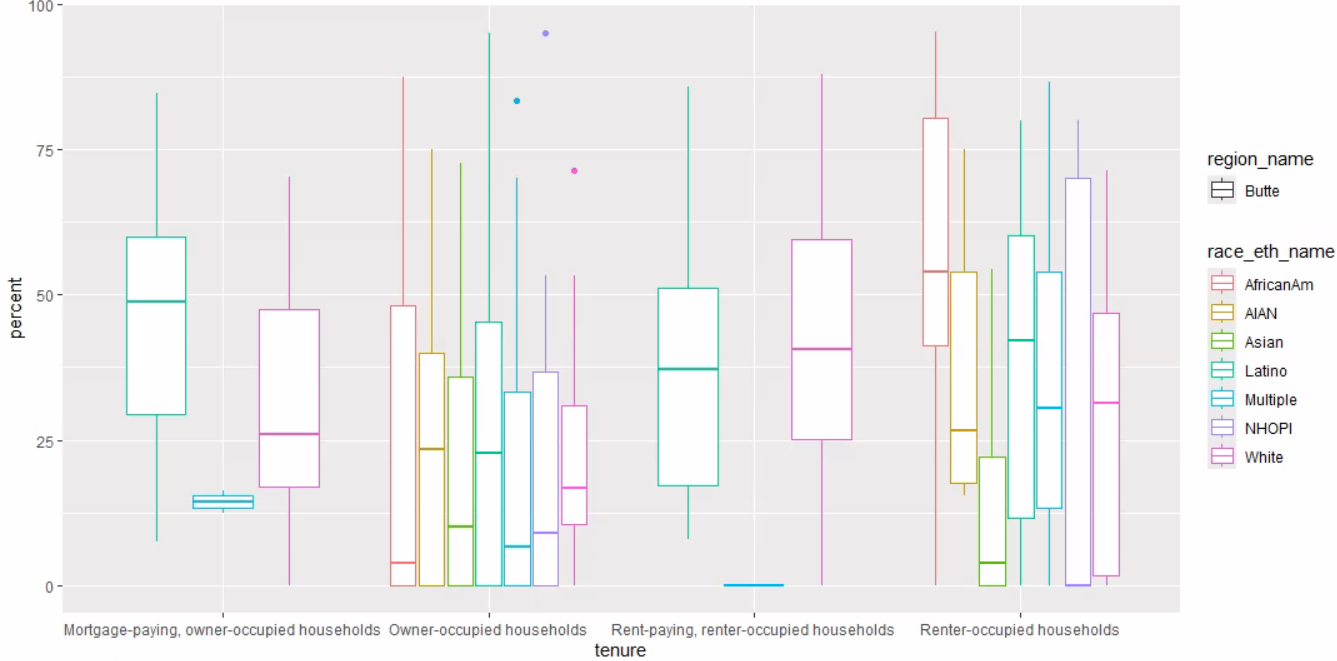 100
75
50
25
0
percent
Mortgage-paying, owner-occupied households
Owner-occupied households
Rent-paying, renter-occupied households
Renter-occupied households
tenure
region_name
Butte
race_eth_name
AfricanAm
AIAN
Asian
Latino
Multiple
NHOPI
White